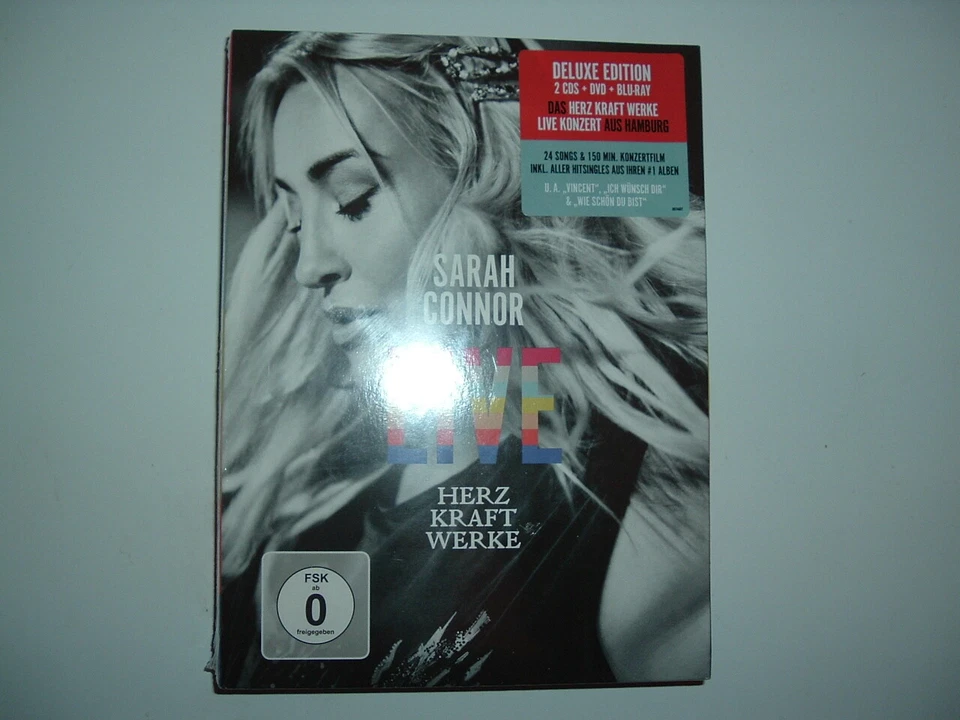 DELUXE EDITION
2 CDS + DVD + BLU-RAY
DAS HERZ KRAFT WERKE
LIVE KONZERT AUS HAMBURG
24 SONGS & 150 MIN. KONZERTFILM
INKL. ALLER HITSINGLES AUS IHREN #1 ALBEN
U. A. „VINCENT“, „ICH WÜNSCH DIR“
& „WIE SCHÖN DU BIST“
SARAH
CONNOR
LIVE
HERZ
KRAFT
WERKE
FSK
ab
0
freigegeben